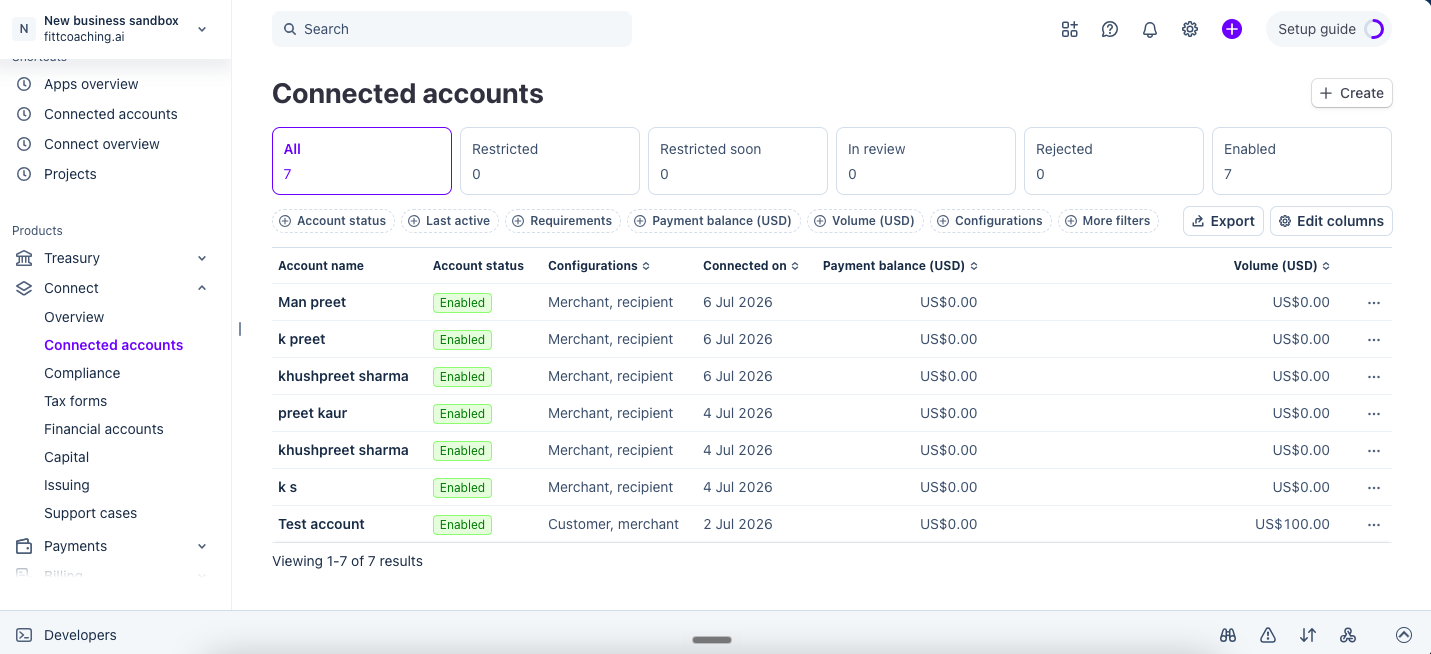 N New business sandbox
fittcoaching.ai
Search
Setup guide
Shortcuts
Apps overview
Connected accounts
Connect overview
Projects
Products
Treasury
Connect
Overview
Connected accounts
Compliance
Tax forms
Financial accounts
Capital
Issuing
Support cases
Payments
Billing
Connected accounts
Create
All
7
Restricted
0
Restricted soon
0
In review
0
Rejected
0
Enabled
7
Account status Last active Requirements Payment balance (USD) Volume (USD) Configurations More filters Export Edit columns
Account name Account status Configurations Connected on Payment balance (USD) Volume (USD)
Man preet Enabled Merchant, recipient 6 Jul 2026 US$0.00 US$0.00
k preet Enabled Merchant, recipient 6 Jul 2026 US$0.00 US$0.00
khushpreet sharma Enabled Merchant, recipient 6 Jul 2026 US$0.00 US$0.00
preet kaur Enabled Merchant, recipient 4 Jul 2026 US$0.00 US$0.00
khushpreet sharma Enabled Merchant, recipient 4 Jul 2026 US$0.00 US$0.00
k s Enabled Merchant, recipient 4 Jul 2026 US$0.00 US$0.00
Test account Enabled Customer, merchant 2 Jul 2026 US$0.00 US$100.00
Viewing 1-7 of 7 results
Developers